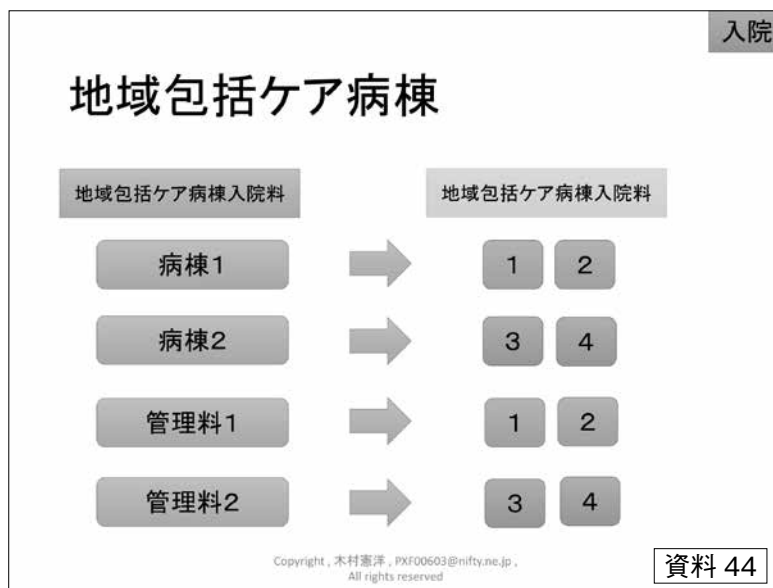 入院
地域包括ケア病棟
地域包括ケア病棟入院料
地域包括ケア病棟入院料
病棟1
1 2
病棟2
3 4
管理料1
1 2
管理料2
3 4
Copyright , 木村憲洋 , PXF00603@nifty.ne.jp ,
All rights reserved
資料 44